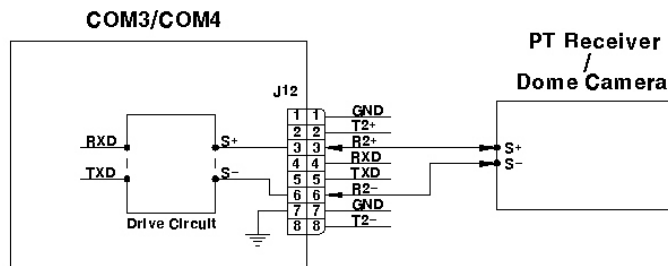 COM3/COM4
PT Receiver
/
Dome Camera
J12
1 1 GND
2 2 T2+
RXD S+ 3 3 R2+ S+
4 4 RXD S-
TXD S- 5 5 TXD
6 6 R2-
7 7 GND
Drive Circuit 8 8 T2-